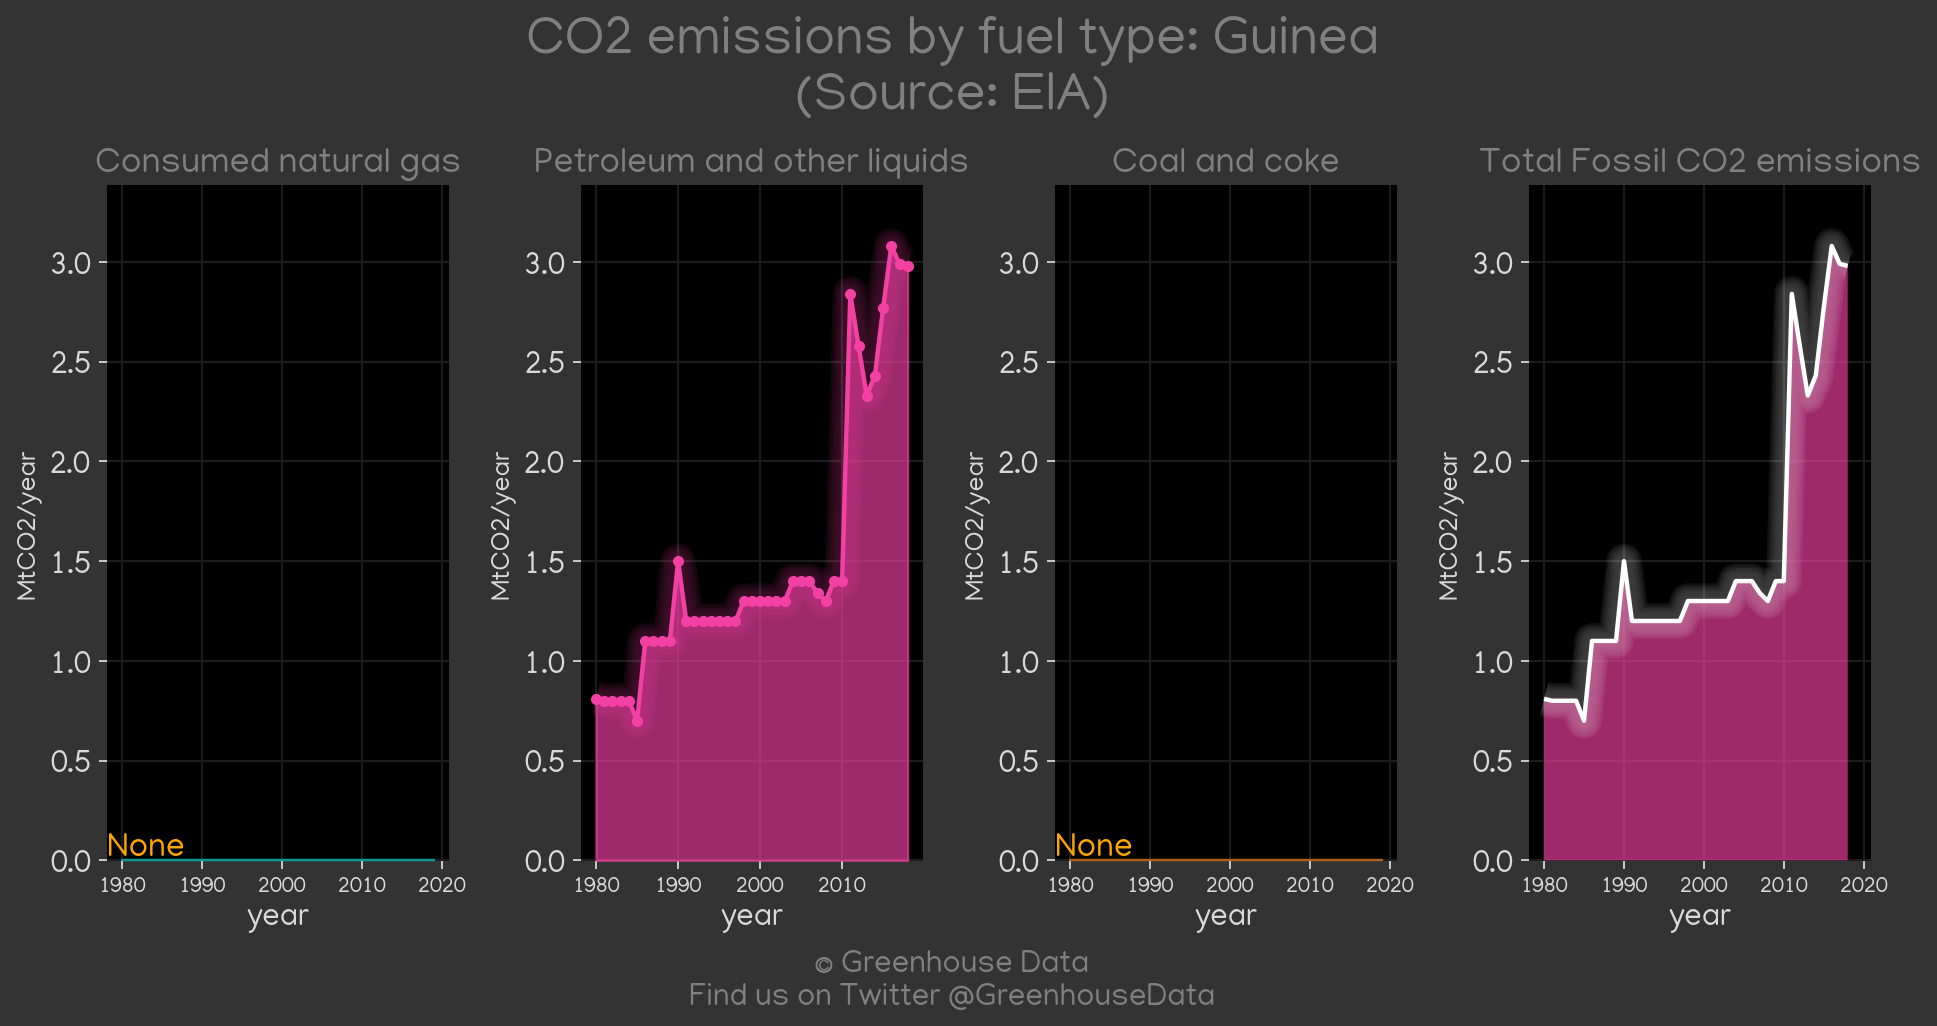 CO2 emissions by fuel type: Guinea
(Source: EIA)
Consumed natural gas
Petroleum and other liquids
Coal and coke
Total Fossil CO2 emissions
MtCO2/year
3.0
2.5
2.0
1.5
1.0
0.5
0.0
None
1980 1990 2000 2010 2020
year
MtCO2/year
3.0
2.5
2.0
1.5
1.0
0.5
0.0
1980 1990 2000 2010
year
MtCO2/year
3.0
2.5
2.0
1.5
1.0
0.5
0.0
None
1980 1990 2000 2010 2020
year
MtCO2/year
3.0
2.5
2.0
1.5
1.0
0.5
0.0
1980 1990 2000 2010 2020
year
© Greenhouse Data
Find us on Twitter @GreenhouseData